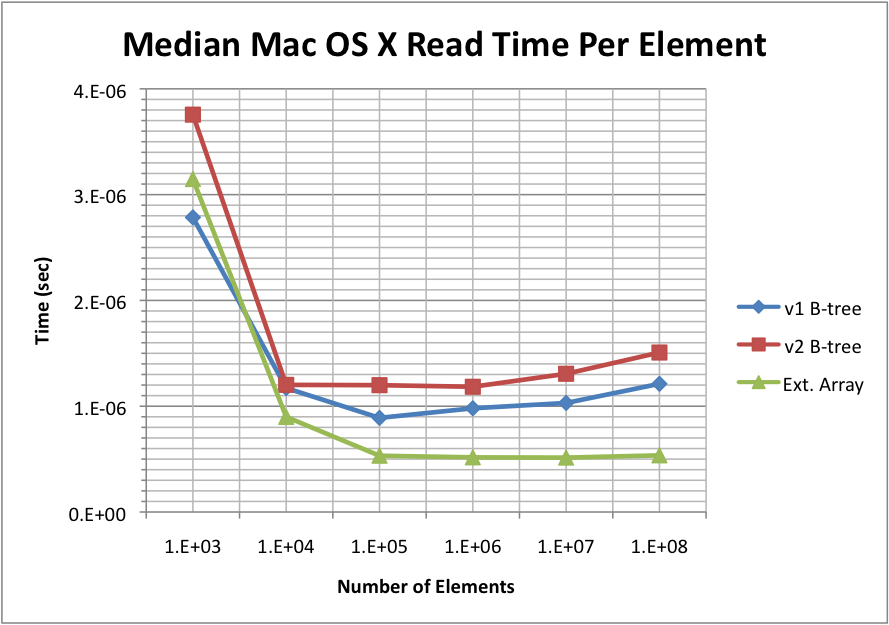 Median Mac OS X Read Time Per Element
4.E-06
3.E-06
2.E-06
1.E-06
0.E+00
Time (sec)
1.E+03 1.E+04 1.E+05 1.E+06 1.E+07 1.E+08
Number of Elements
v1 B-tree
v2 B-tree
Ext. Array